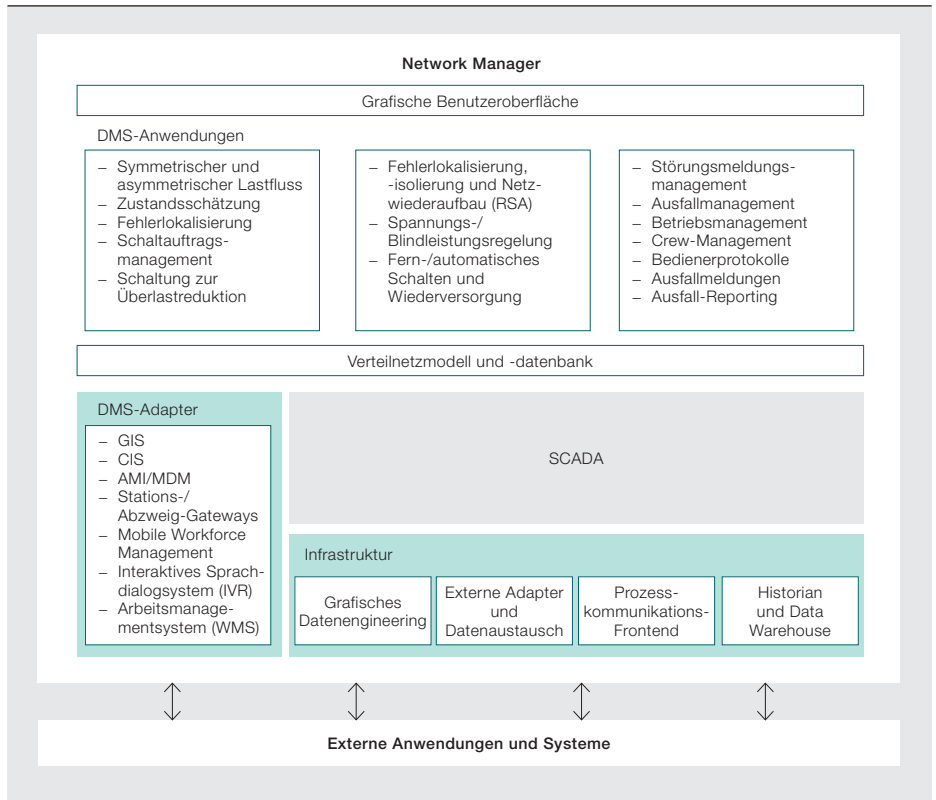 Network Manager
Grafische Benutzeroberfläche
DMS-Anwendungen
– Symmetrischer und
asymmetrischer Lastfluss
– Zustandsschätzung
– Fehlerlokalisierung
– Schaltauftrags-
management
– Schaltung zur
Überlastreduktion
– Fehlerlokalisierung,
-isolierung und Netz-
wiederaufbau (RSA)
– Spannungs-/
Blindleistungsregelung
– Fern-/automatisches
Schalten und
Wiederversorgung
– Störungsmeldungs-
management
– Ausfallmanagement
– Betriebsmanagement
– Crew-Management
– Bedienerprotokolle
– Ausfallmeldungen
– Ausfall-Reporting
Verteilnetzmodell und -datenbank
DMS-Adapter
– GIS
– CIS
– AMI/MDM
– Stations-/
Abzweig-Gateways
– Mobile Workforce
Management
– Interaktives Sprach-
dialogsystem (IVR)
– Arbeitsmanage-
mentsystem (WMS)
SCADA
Infrastruktur
Grafisches
Datenengineering
Externe Adapter
und
Datenaustausch
Prozess-
kommunikations-
Frontend
Historian
und Data
Warehouse
Externe Anwendungen und Systeme